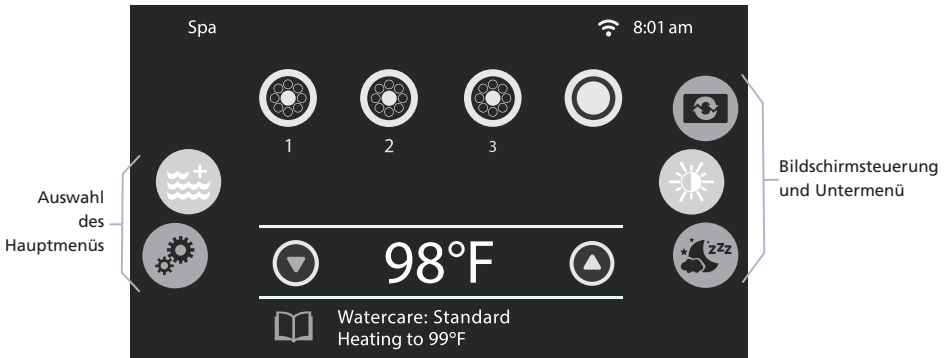 Spa
8:01 am
1
2
3
Auswahl
des
Hauptmenüs
Bildschirmsteuerung
und Untermenü
zzz
98°F
Watercare: Standard
Heating to 99°F